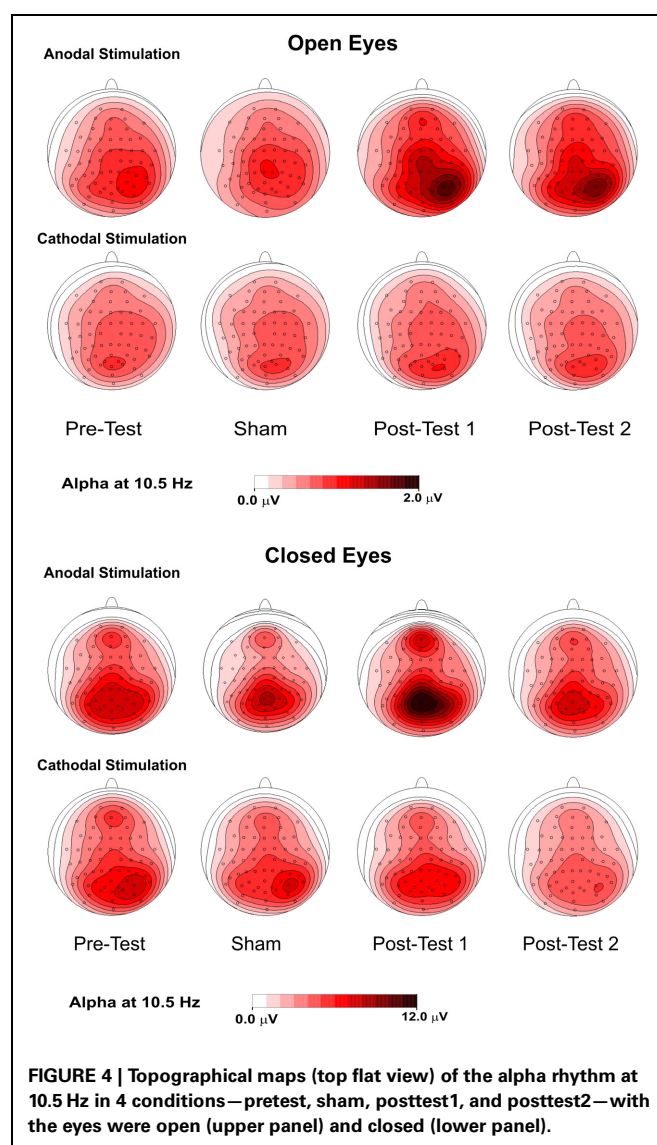 Open Eyes
Anodal Stimulation
Cathodal Stimulation
Pre-Test Sham Post-Test 1 Post-Test 2
Alpha at 10.5 Hz
0.0 µV 2.0 µV
Closed Eyes
Anodal Stimulation
Cathodal Stimulation
Pre-Test Sham Post-Test 1 Post-Test 2
Alpha at 10.5 Hz
0.0 µV 12.0 µV
FIGURE 4 | Topographical maps (top flat view) of the alpha rhythm at
10.5 Hz in 4 conditions—pretest, sham, posttest1, and posttest2—with
the eyes were open (upper panel) and closed (lower panel).